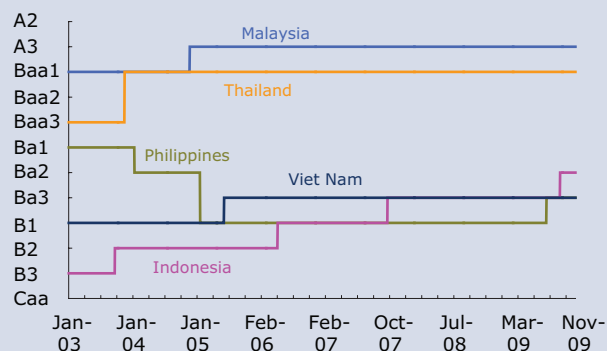 A2
A3
Baa1
Baa2
Baa3
Ba1
Ba2
Ba3
B1
B2
B3
Caa
Malaysia
Thailand
Philippines
Viet Nam
Indonesia
Jan-03
Jan-04
Jan-05
Feb-06
Feb-07
Oct-07
Jul-08
Mar-09
Nov-09